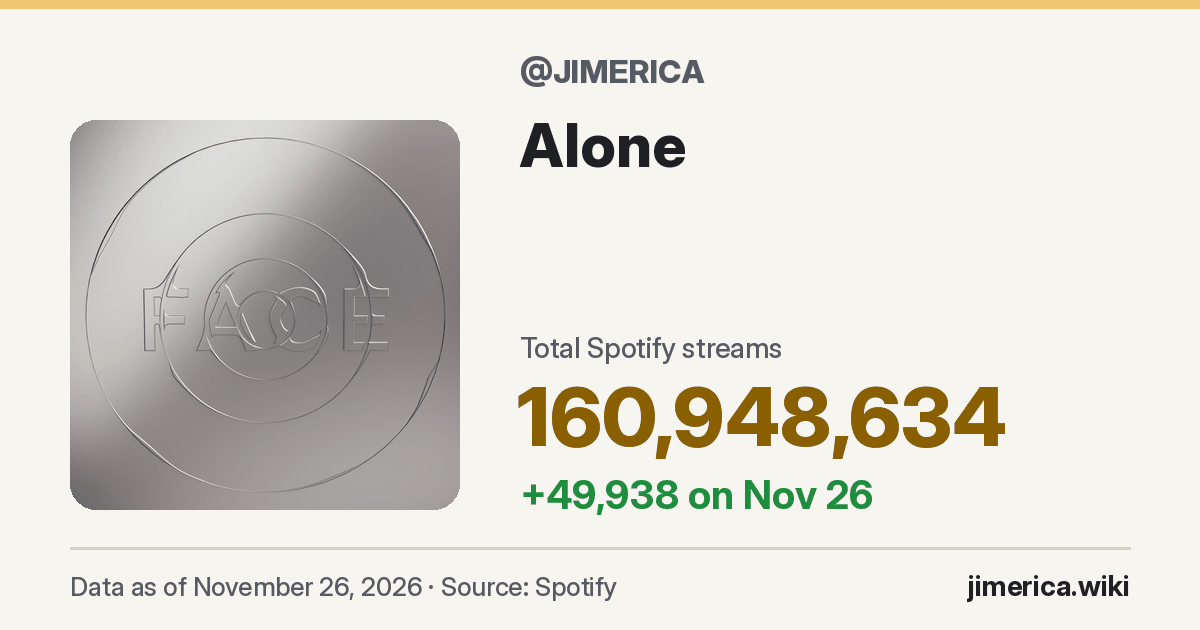 @JIMERICA
Alone
FACE
Total Spotify streams
160,948,634
+49,938 on Nov 26
Data as of November 26, 2026 · Source: Spotify
jimerica.wiki